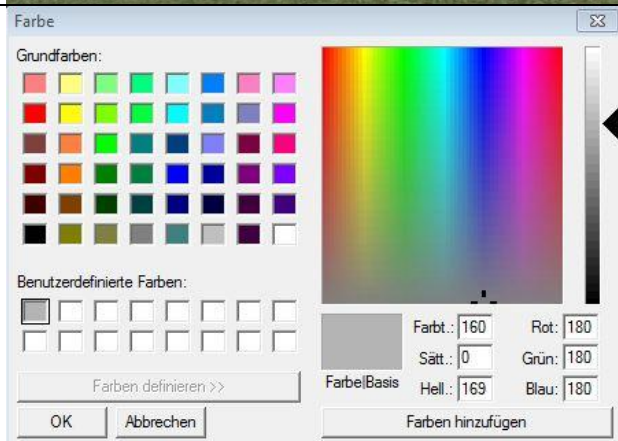 Farbe
Grundfarben:
Benutzerdefinierte Farben:
Farben definieren >>
OK
Abbrechen
Farbe|Basis
Farbt.: 160
Sätt.: 0
Hell.: 169
Rot: 180
Grün: 180
Blau: 180
Farben hinzufügen